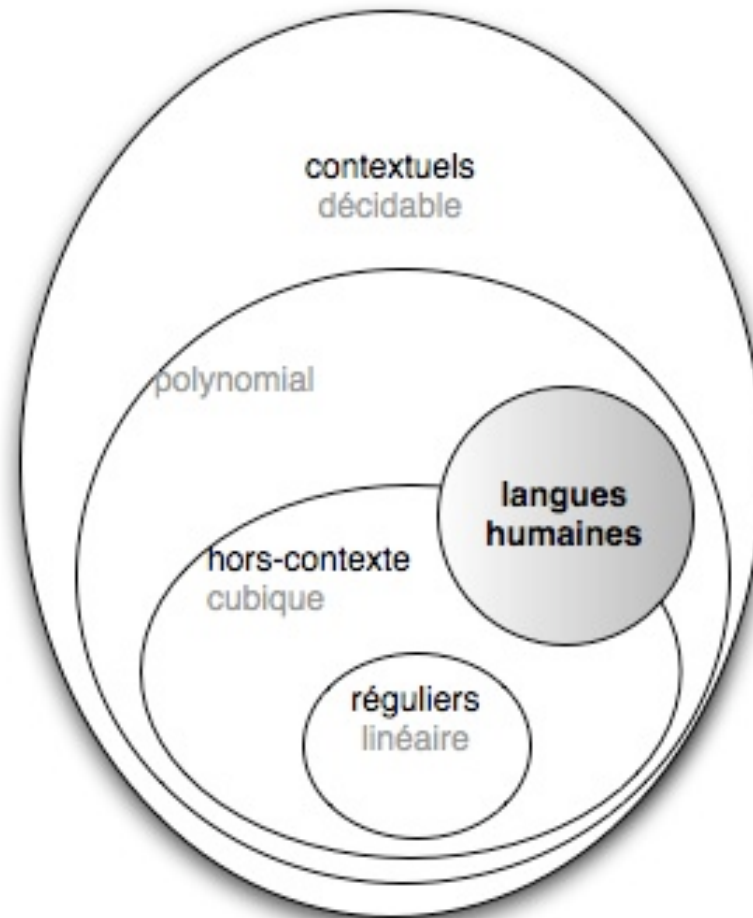 contextuels
décidable
polynomial
langues
humaines
hors-contexte
cubique
réguliers
linéaire